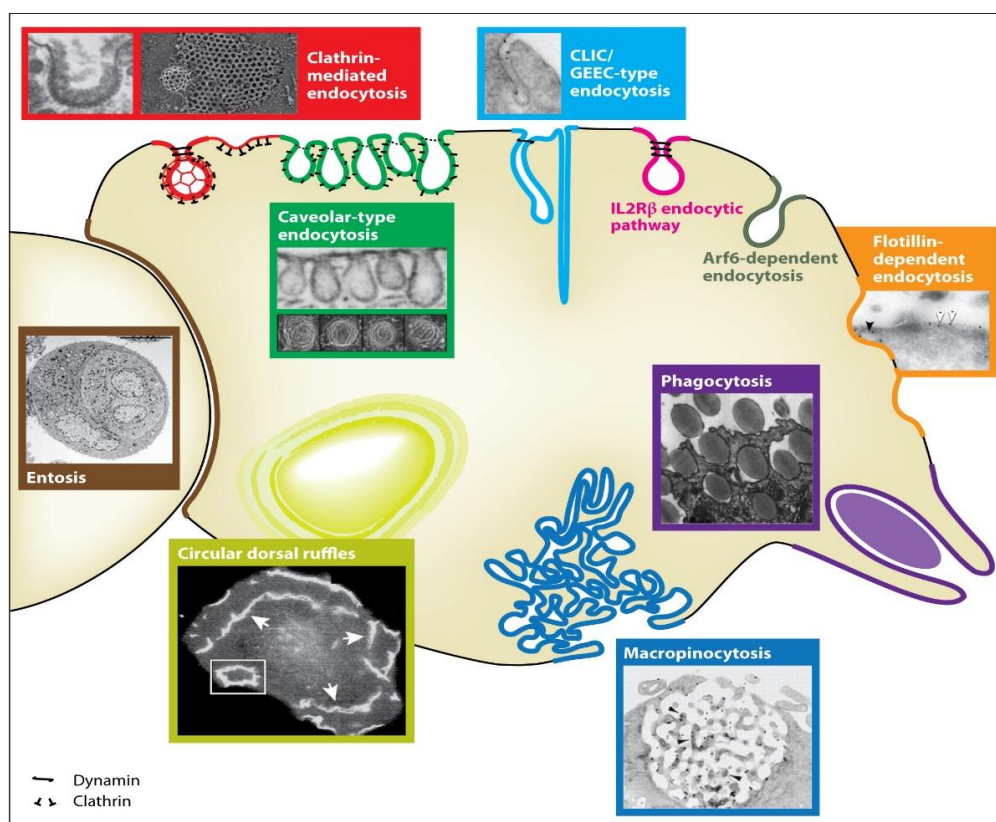 Clathrin-
mediated
endocytosis
CLIC/
GEEC-type
endocytosis
Caveolar-type
endocytosis
IL2Rβ endocytic
pathway
Arf6-dependent
endocytosis
Flotillin-
dependent
endocytosis
Phagocytosis
Entosis
Circular dorsal ruffles
Macropinocytosis
Dynamin
Clathrin